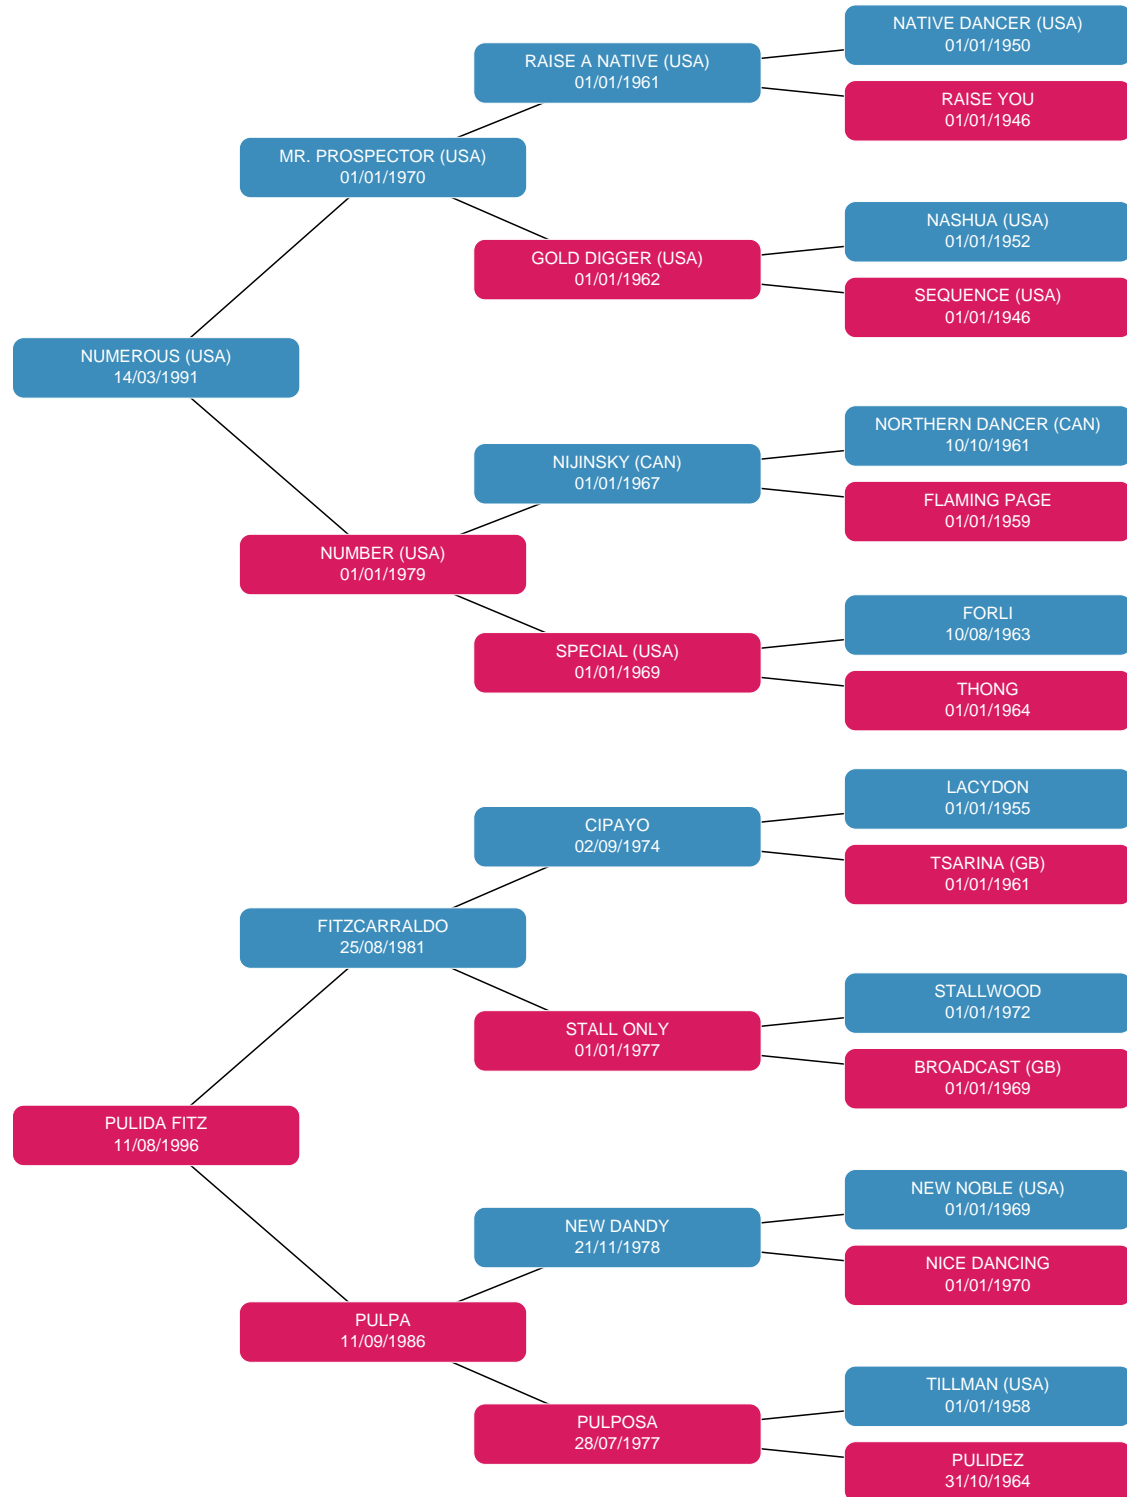 NATIVE DANCER (USA)
01/01/1950
RAISE A NATIVE (USA)
01/01/1961
RAISE YOU
01/01/1946
MR. PROSPECTOR (USA)
01/01/1970
NASHUA (USA)
01/01/1952
GOLD DIGGER (USA)
01/01/1962
SEQUENCE (USA)
01/01/1946
NUMEROUS (USA)
14/03/1991
NORTHERN DANCER (CAN)
10/10/1961
NIJINSKY (CAN)
01/01/1967
FLAMING PAGE
01/01/1959
NUMBER (USA)
01/01/1979
FORLI
10/08/1963
SPECIAL (USA)
01/01/1969
THONG
01/01/1964
LACYDON
01/01/1955
CIPAYO
02/09/1974
TSARINA (GB)
01/01/1961
FITZCARRALDO
25/08/1981
STALLWOOD
01/01/1972
STALL ONLY
01/01/1977
BROADCAST (GB)
01/01/1969
PULIDA FITZ
11/08/1996
NEW NOBLE (USA)
01/01/1969
NEW DANDY
21/11/1978
NICE DANCING
01/01/1970
PULPA
11/09/1986
TILLMAN (USA)
01/01/1958
PULPOSA
28/07/1977
PULIDEZ
31/10/1964